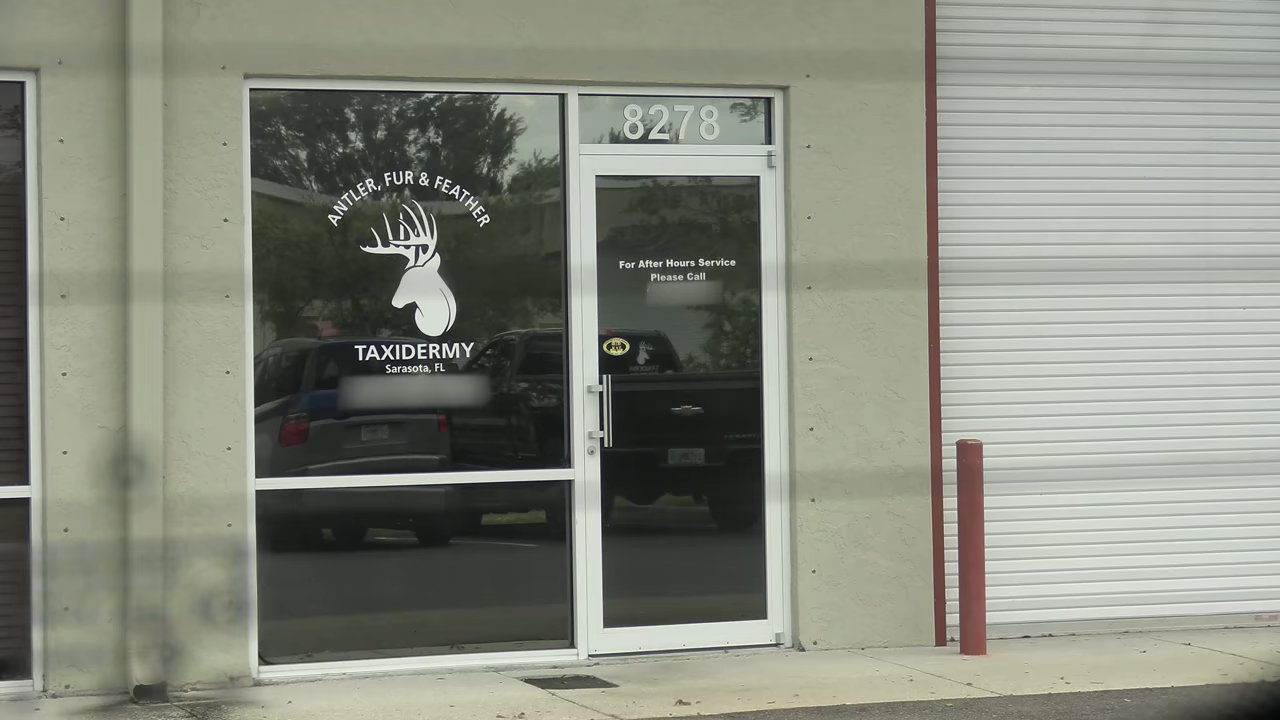 8278
ANTLER, FUR & FEATHER
TAXIDERMY
Sarasota, FL
For After Hours Service
Please Call